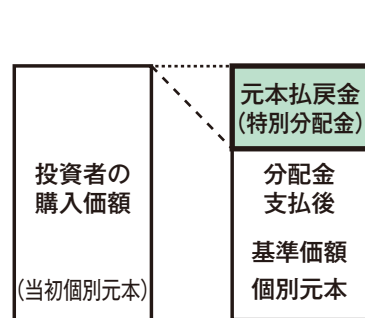 投資者の
購入価額
（当初個別元本）
元本払戻金
（特別分配金）
分配金
支払後
基準価額
個別元本